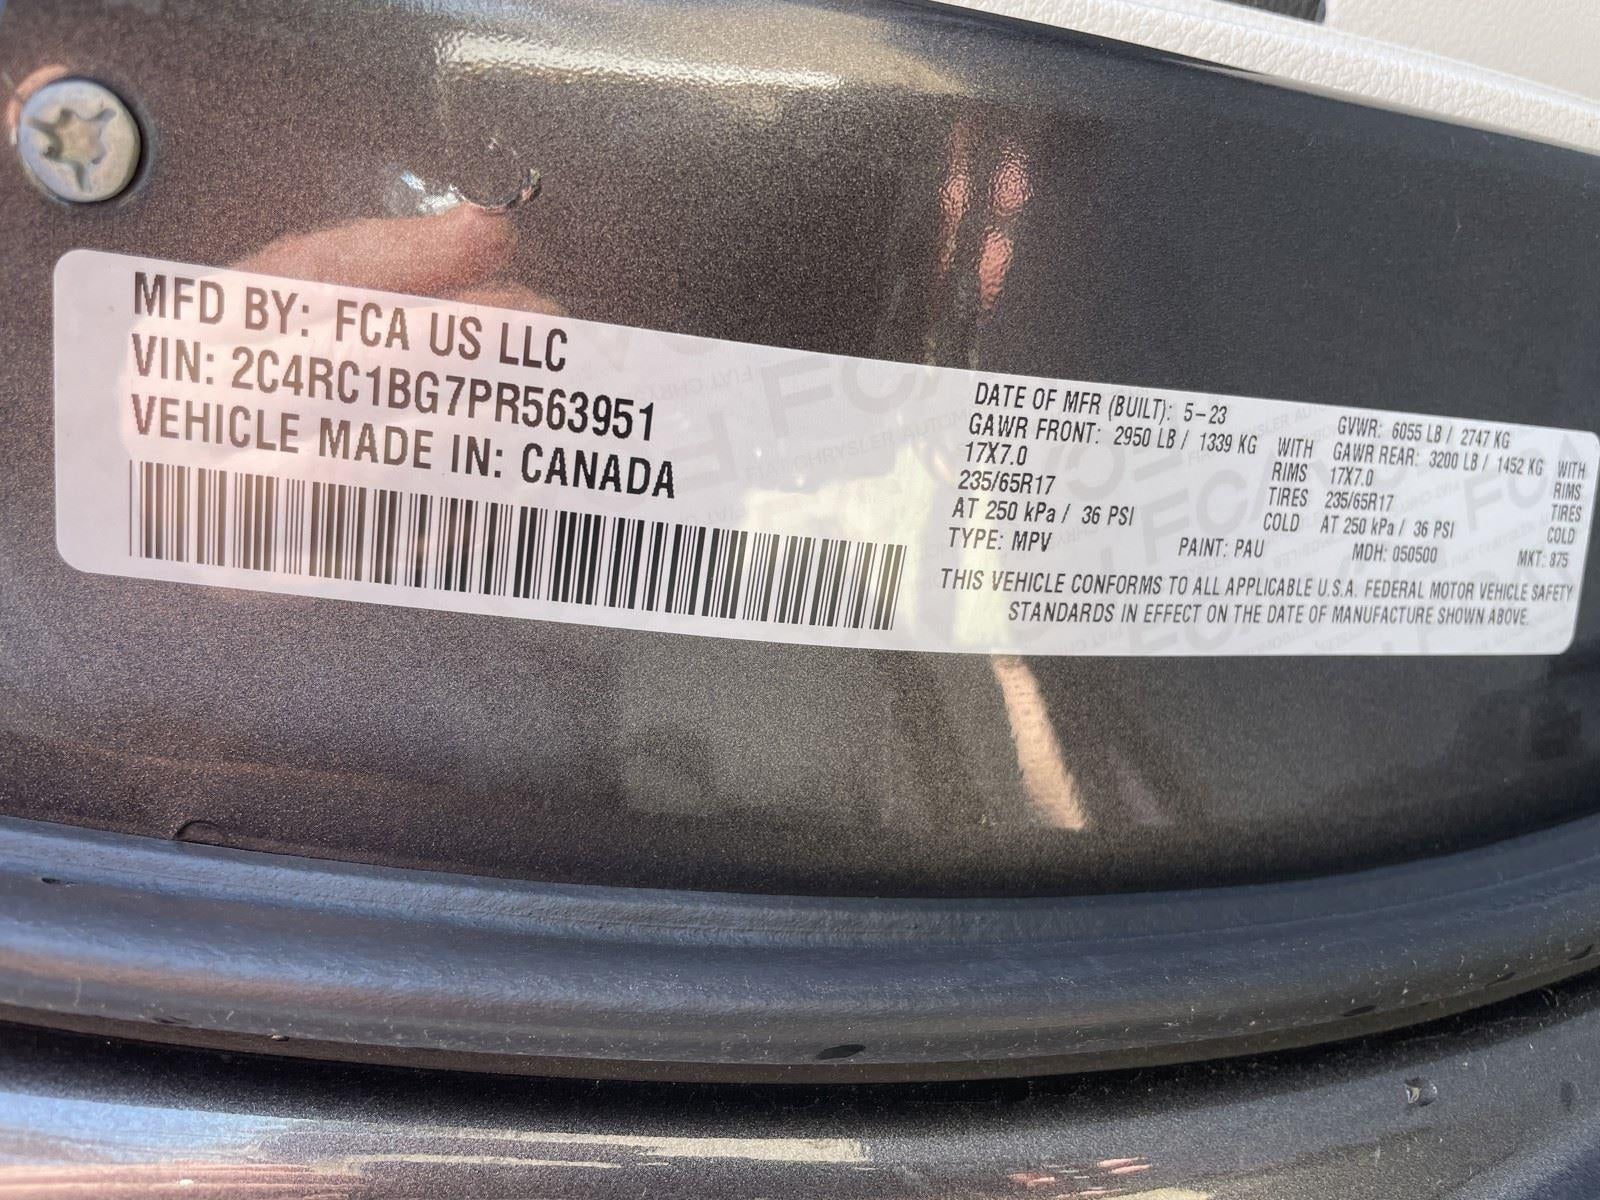 MFD BY: FCA US LLC
VIN: 2C4RC1BG7PR563951
VEHICLE MADE IN: CANADA
DATE OF MFR (BUILT): 5-23 GVWR: 6055 LB / 2747 KG
GAWR FRONT: 2950 LB / 1339 KG WITH GAWR REAR: 3200 LB / 1452 KG WITH
17X7.0 RIMS 17X7.0 RIMS
235/65R17 TIRES 235/65R17 TIRES
AT 250 kPa / 36 PSI COLD AT 250 kPa / 36 PSI COLD
TYPE: MPV PAINT: PAU MDH: 050500 MKT: 875
THIS VEHICLE CONFORMS TO ALL APPLICABLE U.S.A. FEDERAL MOTOR VEHICLE SAFETY
STANDARDS IN EFFECT ON THE DATE OF MANUFACTURE SHOWN ABOVE.